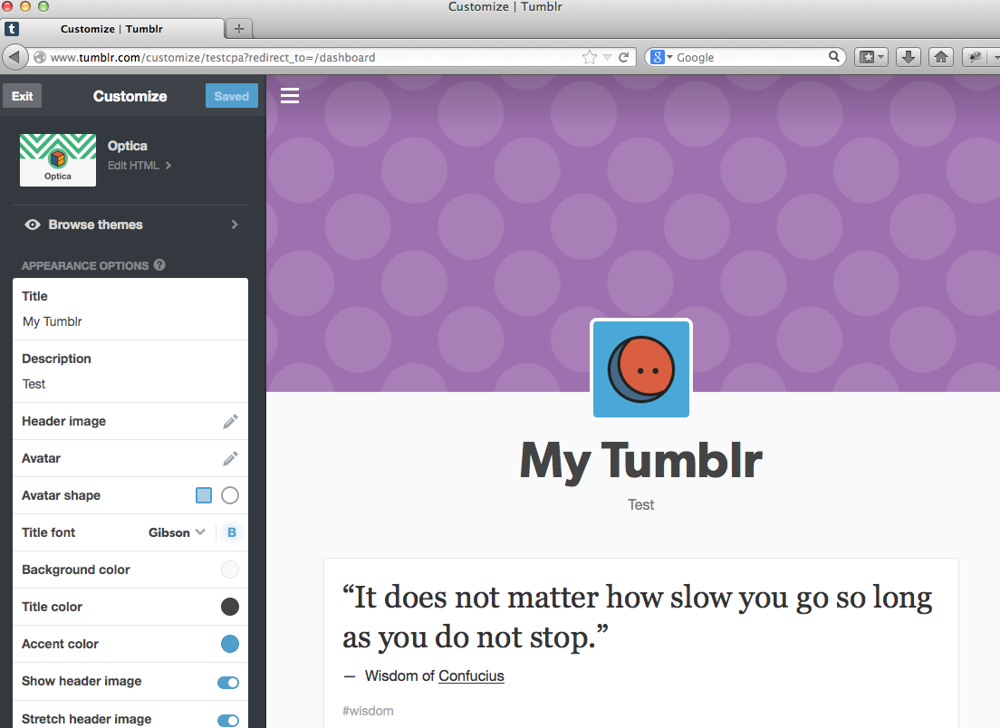 Customize | Tumblr
t Customize | Tumblr +
www.tumblr.com/customize/testcpa?redirect_to=/dashboard
8 Google
Exit Customize Saved
Optica
Edit HTML
Optica
Browse themes
APPEARANCE OPTIONS ?
Title
My Tumblr
Description
Test
Header image
Avatar
Avatar shape
Title font Gibson B
Background color
Title color
Accent color
Show header image
Stretch header image
My Tumblr
Test
“It does not matter how slow you go so long
as you do not stop.”
— Wisdom of Confucius
#wisdom